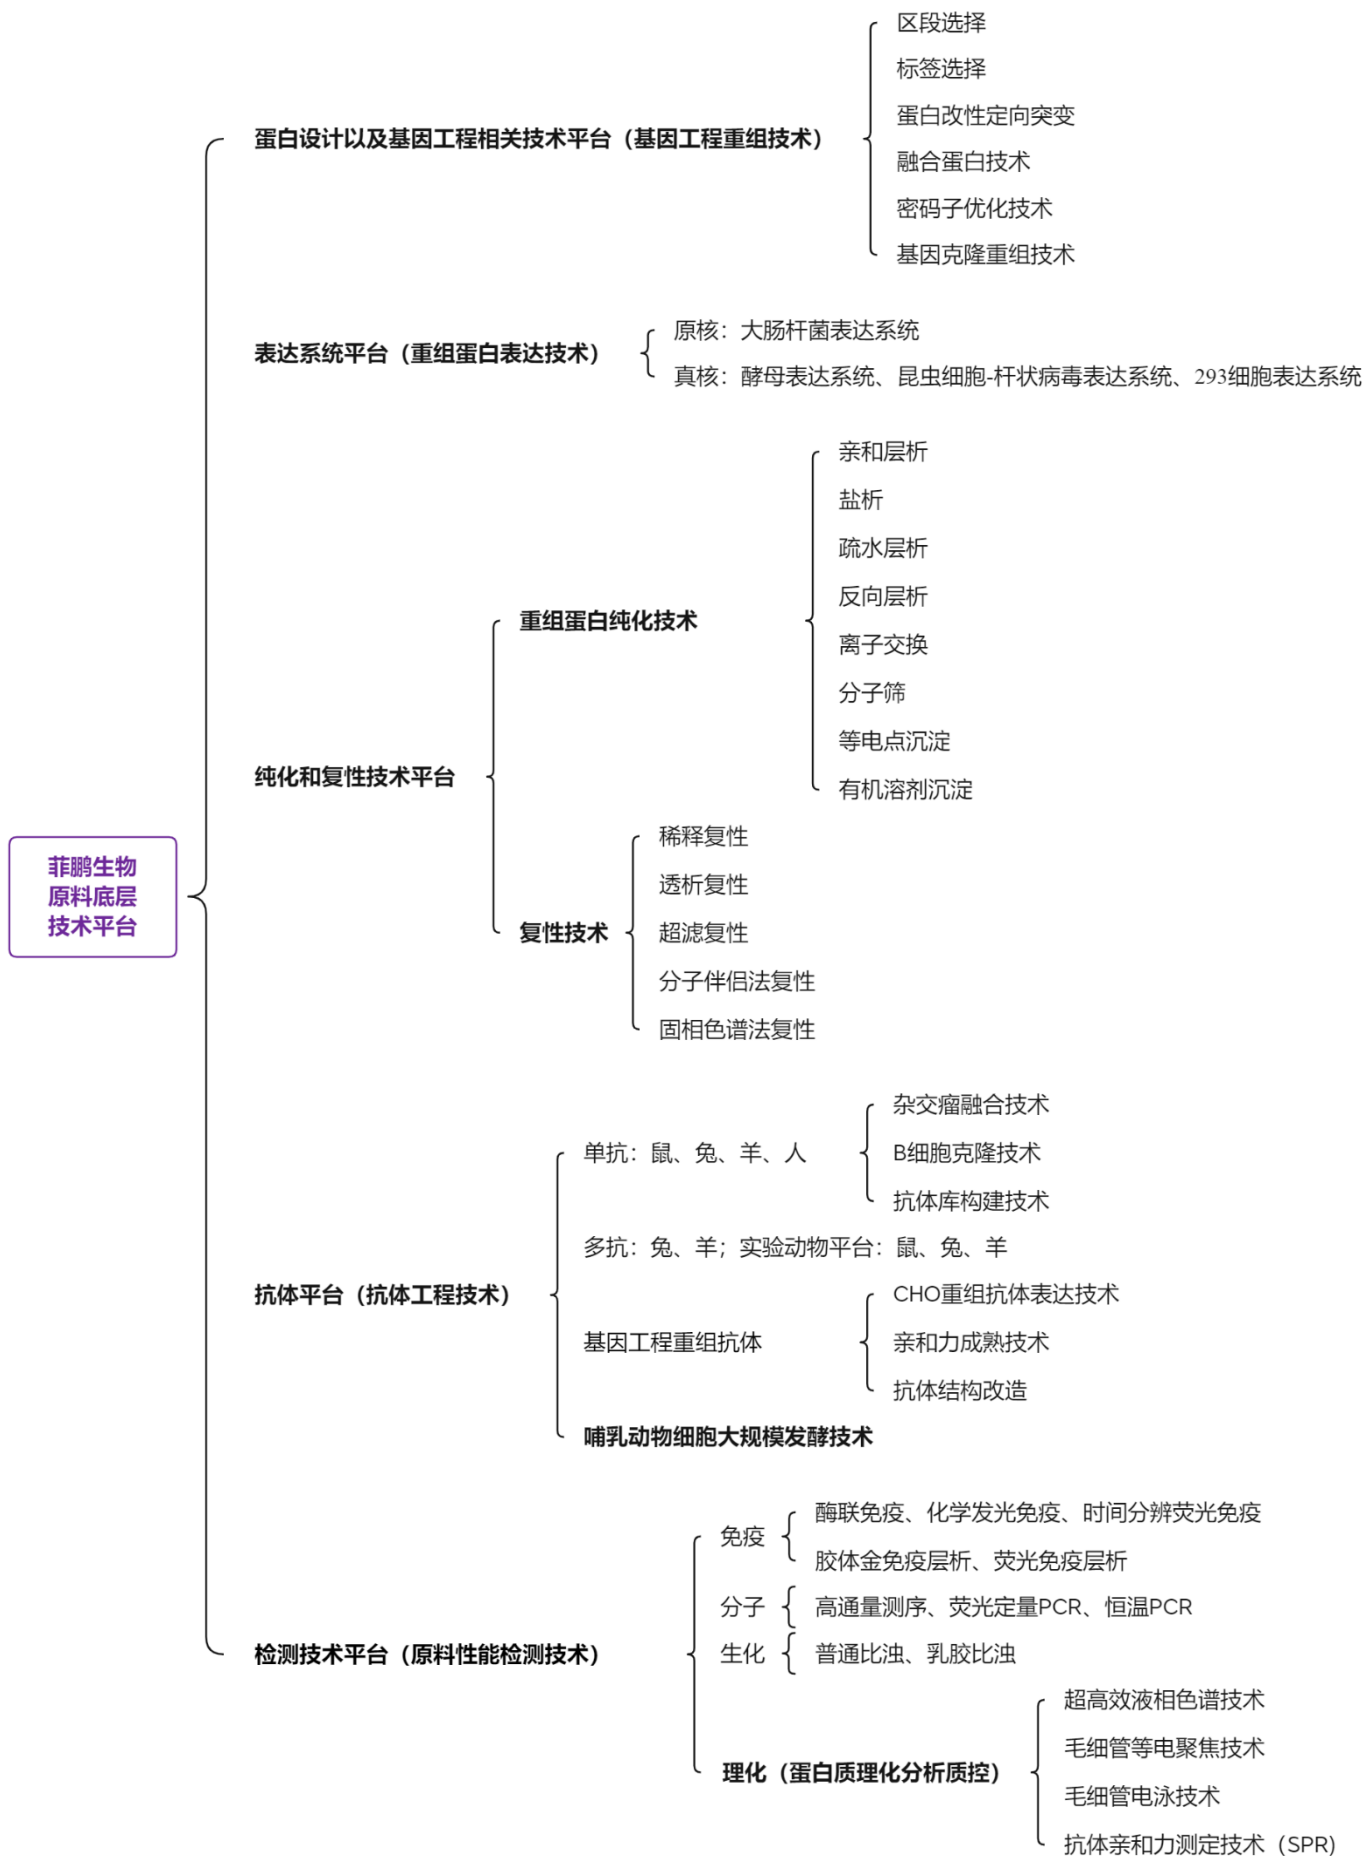 区段选择
标签选择
蛋白改性定向突变
蛋白设计以及基因工程相关技术平台（基因工程重组技术）
融合蛋白技术
密码子优化技术
基因克隆重组技术
原核：大肠杆菌表达系统
表达系统平台（重组蛋白表达技术）
真核：酵母表达系统、昆虫细胞-杆状病毒表达系统、293细胞表达系统
亲和层析
盐析
疏水层析
反向层析
重组蛋白纯化技术
离子交换
分子筛
等电点沉淀
有机溶剂沉淀
纯化和复性技术平台
稀释复性
透析复性
复性技术
超滤复性
分子伴侣法复性
固相色谱法复性
菲鹏生物
原料底层
技术平台
杂交瘤融合技术
单抗：鼠、兔、羊、人
B细胞克隆技术
抗体库构建技术
多抗：兔、羊；实验动物平台：鼠、兔、羊
抗体平台（抗体工程技术）
CHO重组抗体表达技术
基因工程重组抗体
亲和力成熟技术
抗体结构改造
哺乳动物细胞大规模发酵技术
免疫
酶联免疫、化学发光免疫、时间分辨荧光免疫
胶体金免疫层析、荧光免疫层析
分子
高通量测序、荧光定量PCR、恒温PCR
检测技术平台（原料性能检测技术）
生化
普通比浊、乳胶比浊
超高效液相色谱技术
毛细管等电聚焦技术
理化（蛋白质理化分析质控）
毛细管电泳技术
抗体亲和力测定技术（SPR）